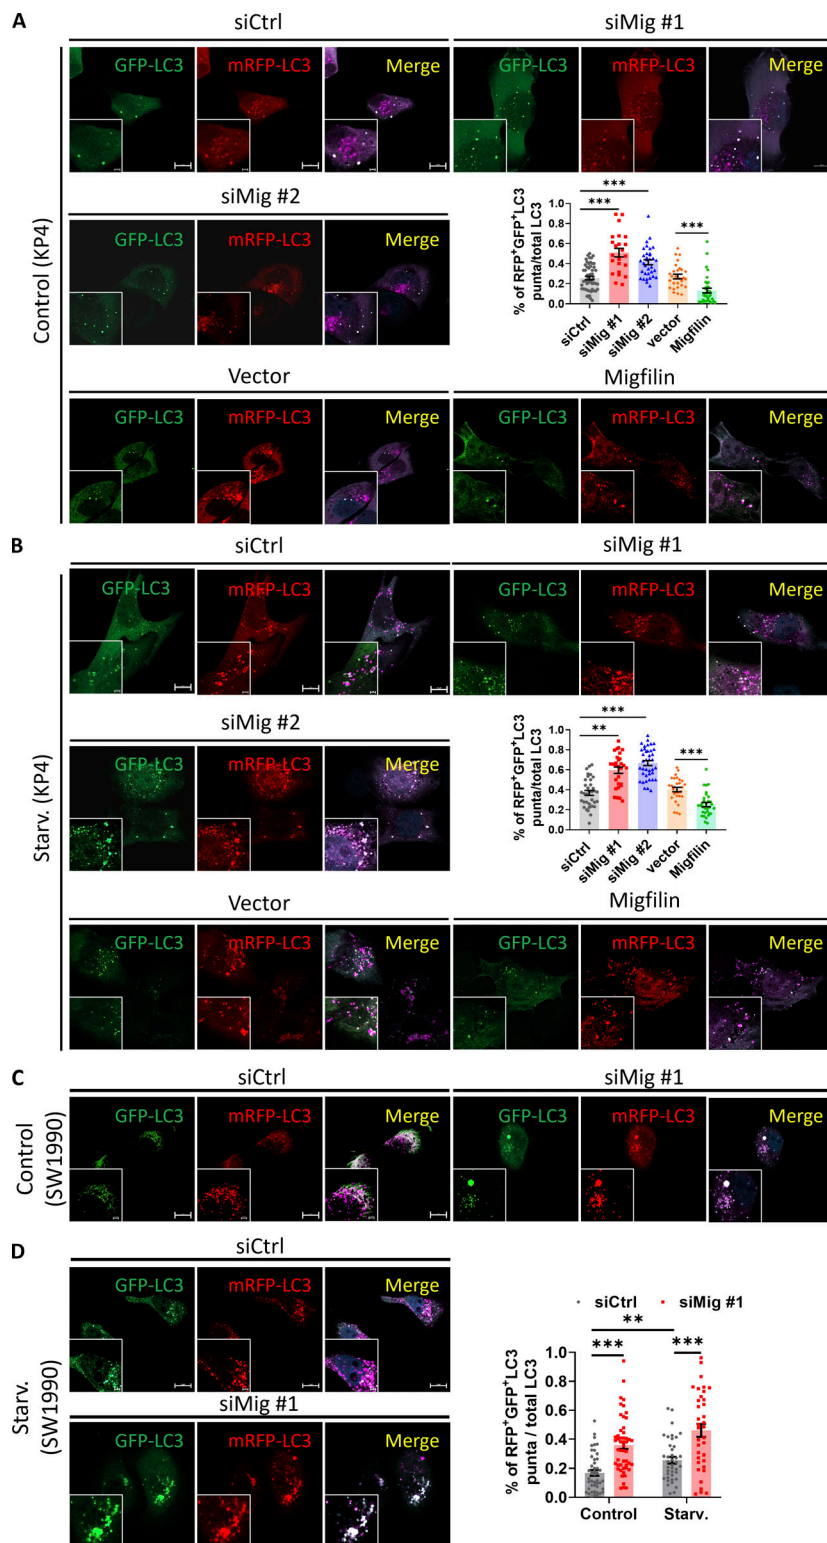 A
siCtrl
siMig #1
GFP-LC3 mRFP-LC3 Merge
GFP-LC3 mRFP-LC3 Merge
Control (KP4)
siMig #2
GFP-LC3 mRFP-LC3 Merge
% of RFP+GFP+LC3
punta/total LC3
1.0
0.8
0.6
0.4
0.2
0.0
***
***
***
siCtrl
siMig #1
siMig #2
vector
Migfilin
Vector
Migfilin
GFP-LC3 mRFP-LC3 Merge
GFP-LC3 mRFP-LC3 Merge
B
siCtrl
siMig #1
GFP-LC3 mRFP-LC3 Merge
GFP-LC3 mRFP-LC3 Merge
Starv. (KP4)
siMig #2
GFP-LC3 mRFP-LC3 Merge
% of RFP+GFP+LC3
punta/total LC3
1.0
0.8
0.6
0.4
0.2
0.0
***
**
***
siCtrl
siMig #1
siMig #2
vector
Migfilin
Vector
Migfilin
GFP-LC3 mRFP-LC3 Merge
GFP-LC3 mRFP-LC3 Merge
C
siCtrl
siMig #1
Control
(SW1990)
GFP-LC3 mRFP-LC3 Merge
GFP-LC3 mRFP-LC3 Merge
D
siCtrl
GFP-LC3 mRFP-LC3 Merge
Starv.
(SW1990)
siMig #1
GFP-LC3 mRFP-LC3 Merge
siCtrl siMig #1
**
*** ***
% of RFP+GFP+LC3
punta / total LC3
1.0
0.8
0.6
0.4
0.2
0.0
Control Starv.